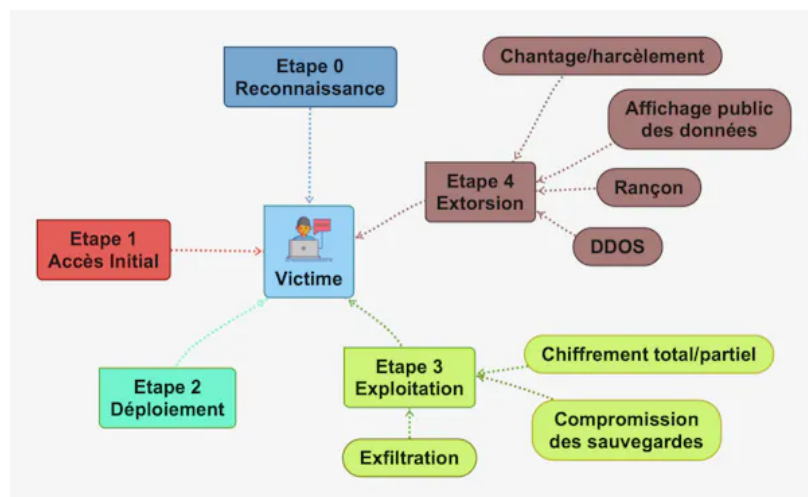 Etape 0
Reconnaissance
Chantage/harcèlement
Affichage public
des données
Etape 4
Extorsion
Rançon
DDOS
Etape 1
Accès Initial
Victime
Etape 2
Déploiement
Etape 3
Exploitation
Chiffrement total/partiel
Compromission
des sauvegardes
Exfiltration